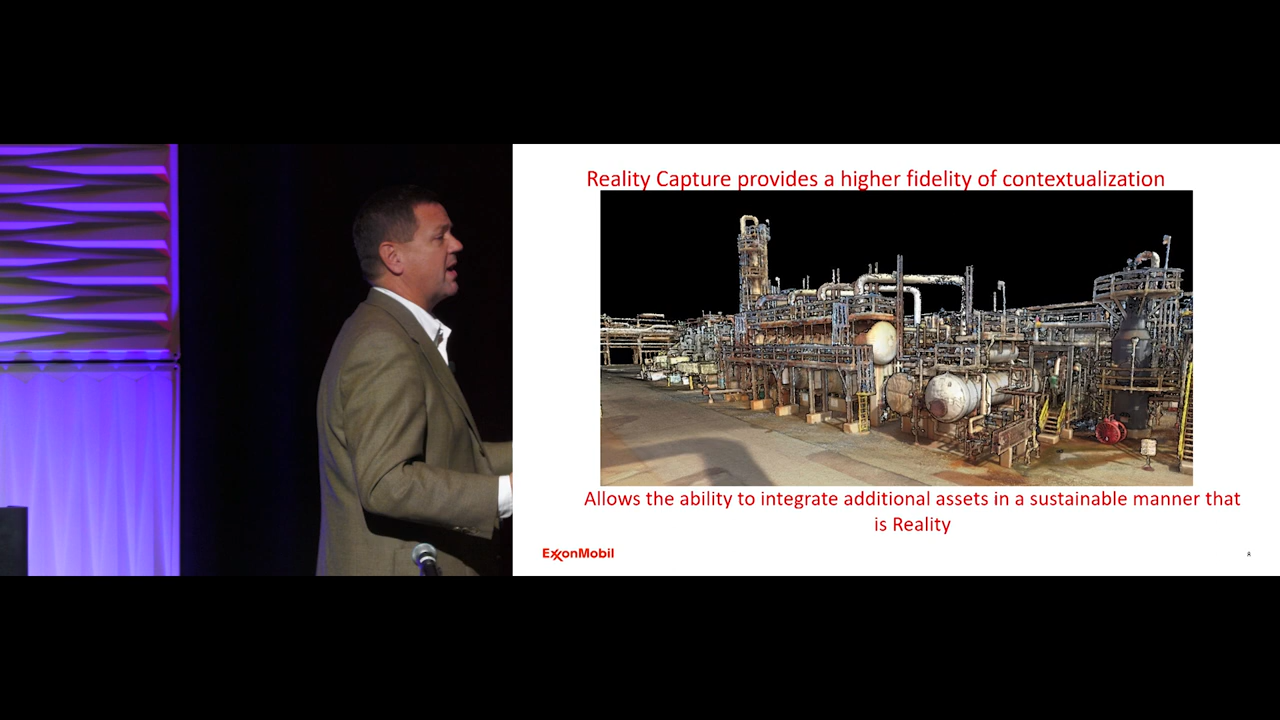 Reality Capture provides a higher fidelity of contextualization
Allows the ability to integrate additional assets in a sustainable manner that
is Reality
ExxonMobil
8